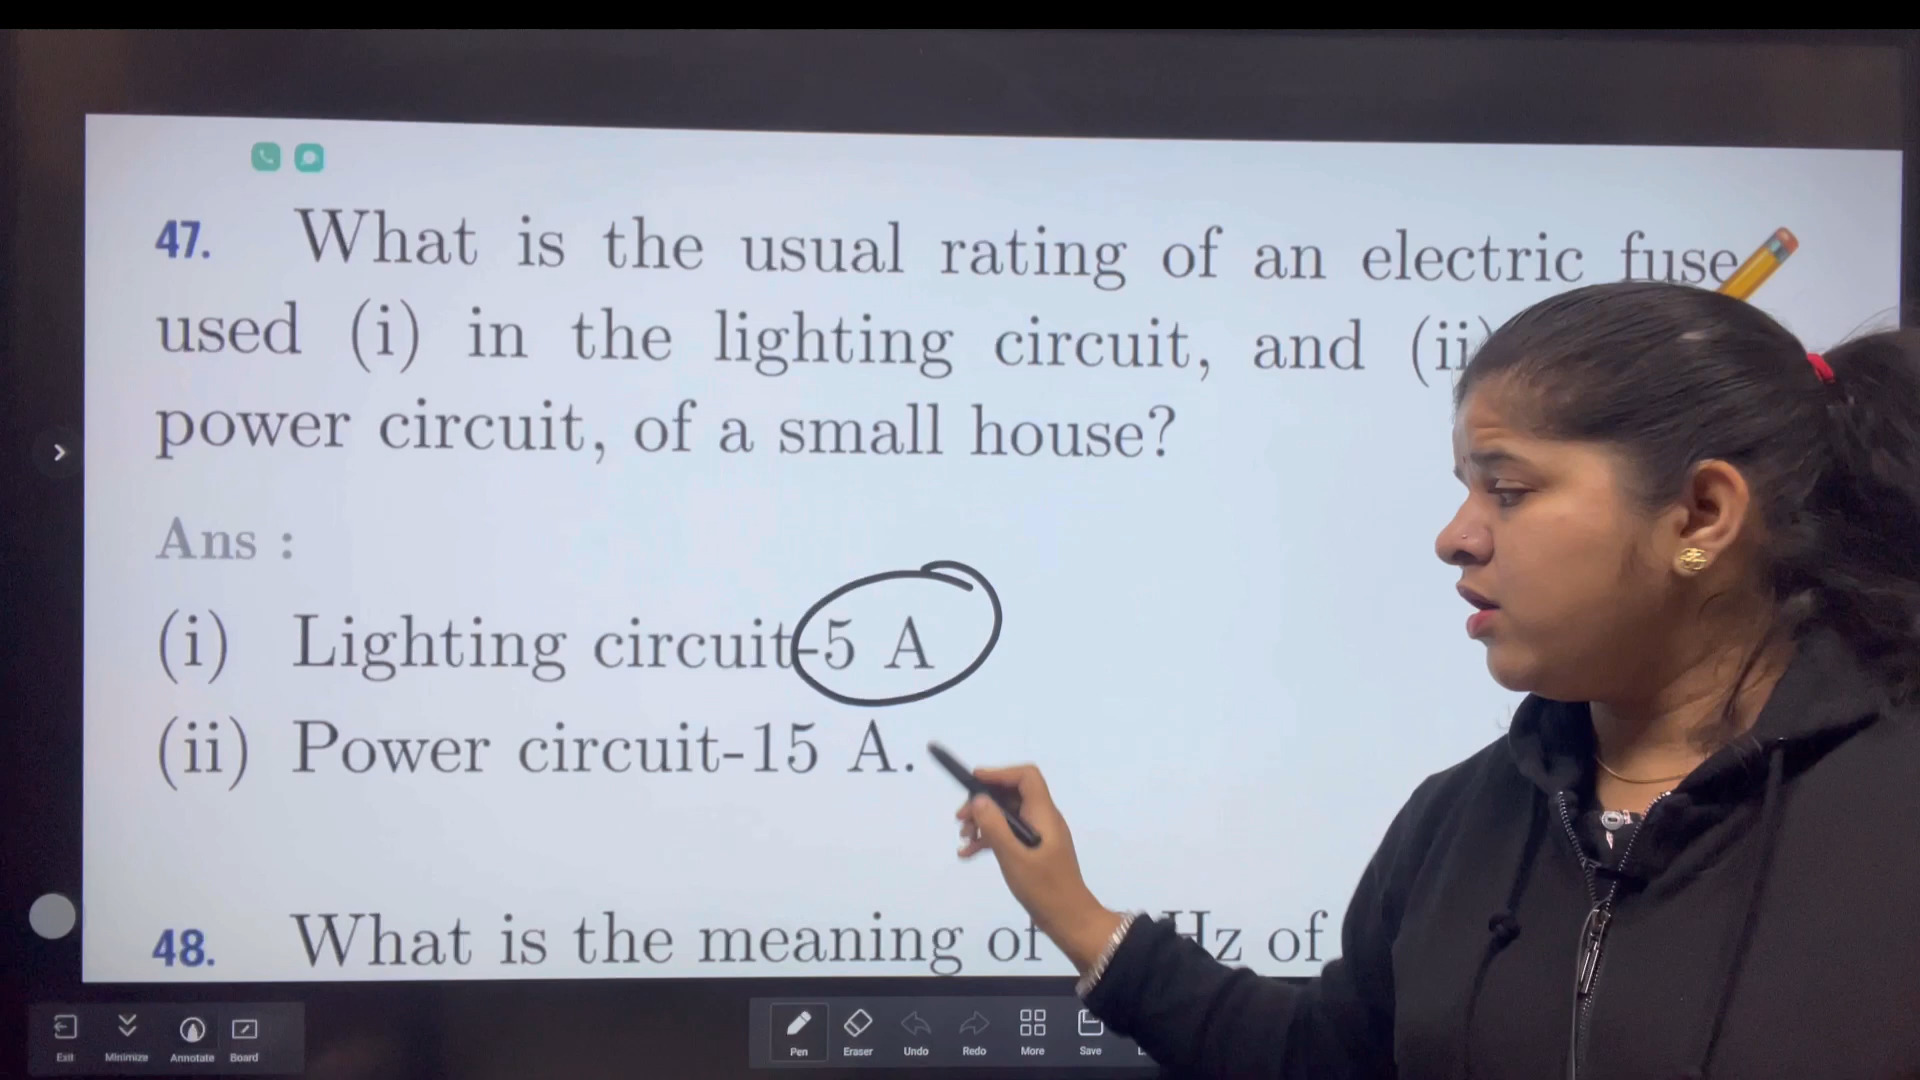 47. What is the usual rating of an electric fuse
used (i) in the lighting circuit, and (ii)
power circuit, of a small house?
Ans :
(i) Lighting circuit-5 A
(ii) Power circuit-15 A.
48. What is the meaning of Hz of
Exit Minimize Annotate Board Pen Eraser Undo Redo More Save